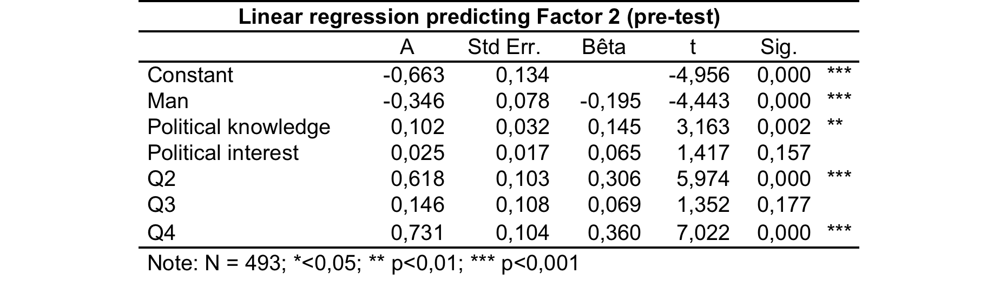 Linear regression predicting Factor 2 (pre-test)
A Std Err. Bêta t Sig.
Constant -0,663 0,134 -4,956 0,000 ***
Man -0,346 0,078 -0,195 -4,443 0,000 ***
Political knowledge 0,102 0,032 0,145 3,163 0,002 **
Political interest 0,025 0,017 0,065 1,417 0,157
Q2 0,618 0,103 0,306 5,974 0,000 ***
Q3 0,146 0,108 0,069 1,352 0,177
Q4 0,731 0,104 0,360 7,022 0,000 ***
Note: N = 493; *<0,05; ** p<0,01; *** p<0,001